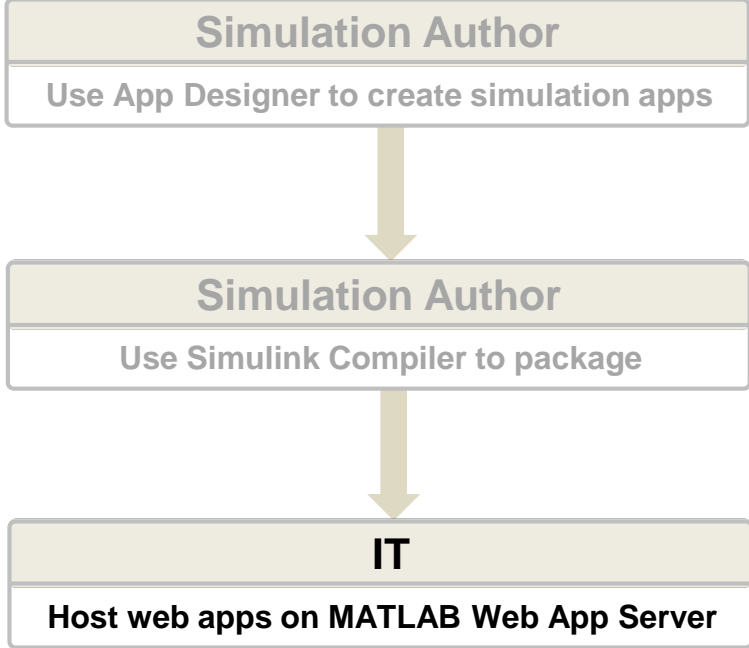 Simulation Author
Use App Designer to create simulation apps
Simulation Author
Use Simulink Compiler to package
IT
Host web apps on MATLAB Web App Server